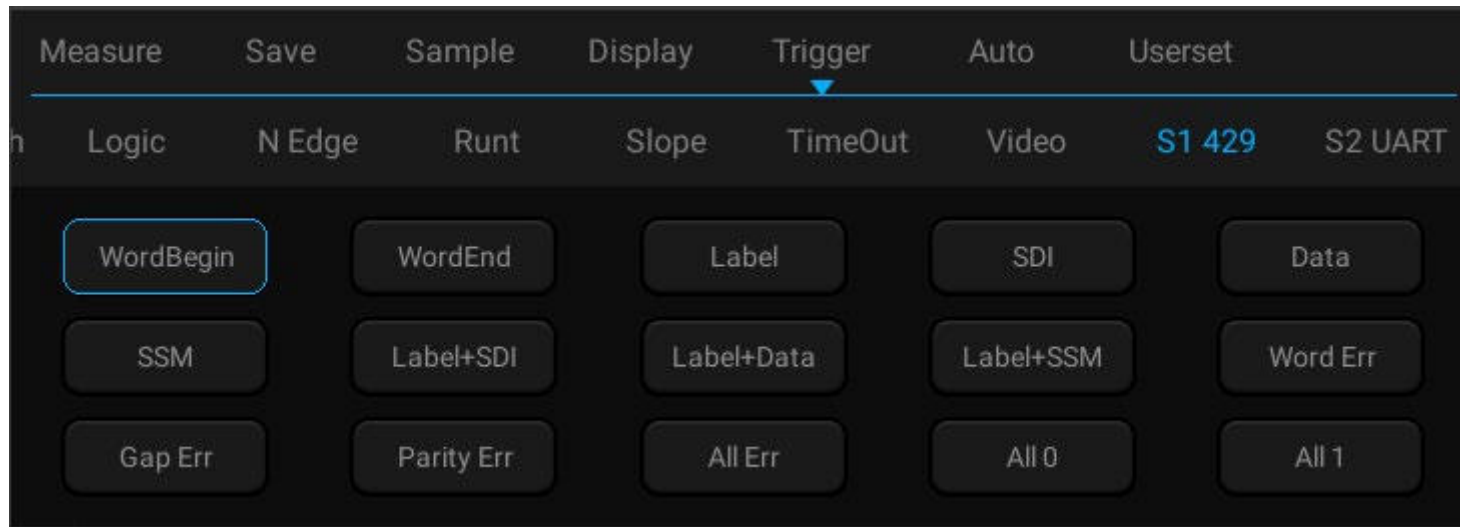 Measure Save Sample Display Trigger Auto Userset
h Logic N Edge Runt Slope TimeOut Video S1 429 S2 UART
WordBegin WordEnd Label SDI Data
SSM Label+SDI Label+Data Label+SSM Word Err
Gap Err Parity Err All Err All 0 All 1